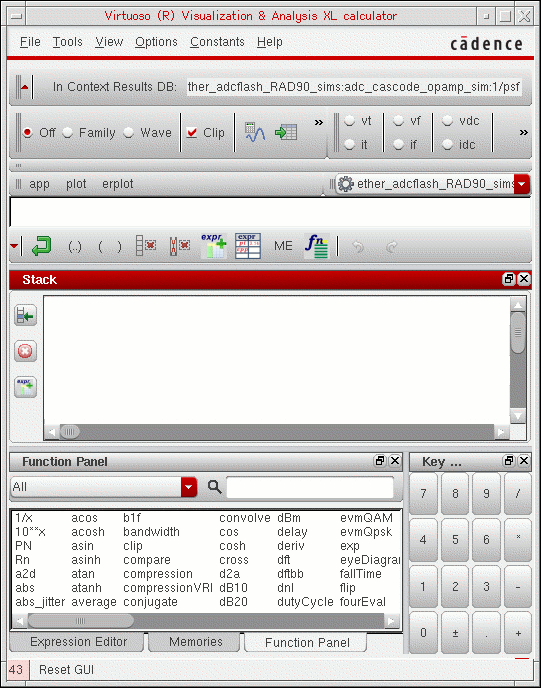 Virtuoso (R) Visualization & Analysis XL calculator
File Tools View Options Constants Help
cādence
In Context Results DB: ther_adcflash_RAD90_sims:adc_cascode_opamp_sim:1/psf
Off Family Wave Clip » vt vf vdc
it if idc »
app plot erplot ether_adcflash_RAD90_sims
(..) ( ) expr expr ME fn
Stack
expr
Function Panel Key ...
All
7 8 9 /
1/x acos b1f convolve dBm evmQAM
10**x acosh bandwidth cos delay evmQpsk
PN asin clip cosh deriv exp
Rn asinh compare cross dft eyeDiagram
a2d atan compression d2a dftbb fallTime
abs atanh compressionVRI dB10 dnl flip
abs_jitter average conjugate dB20 dutyCycle fourEval
4 5 6 *
1 2 3 -
0 ± . +
Expression Editor Memories Function Panel
43 Reset GUI